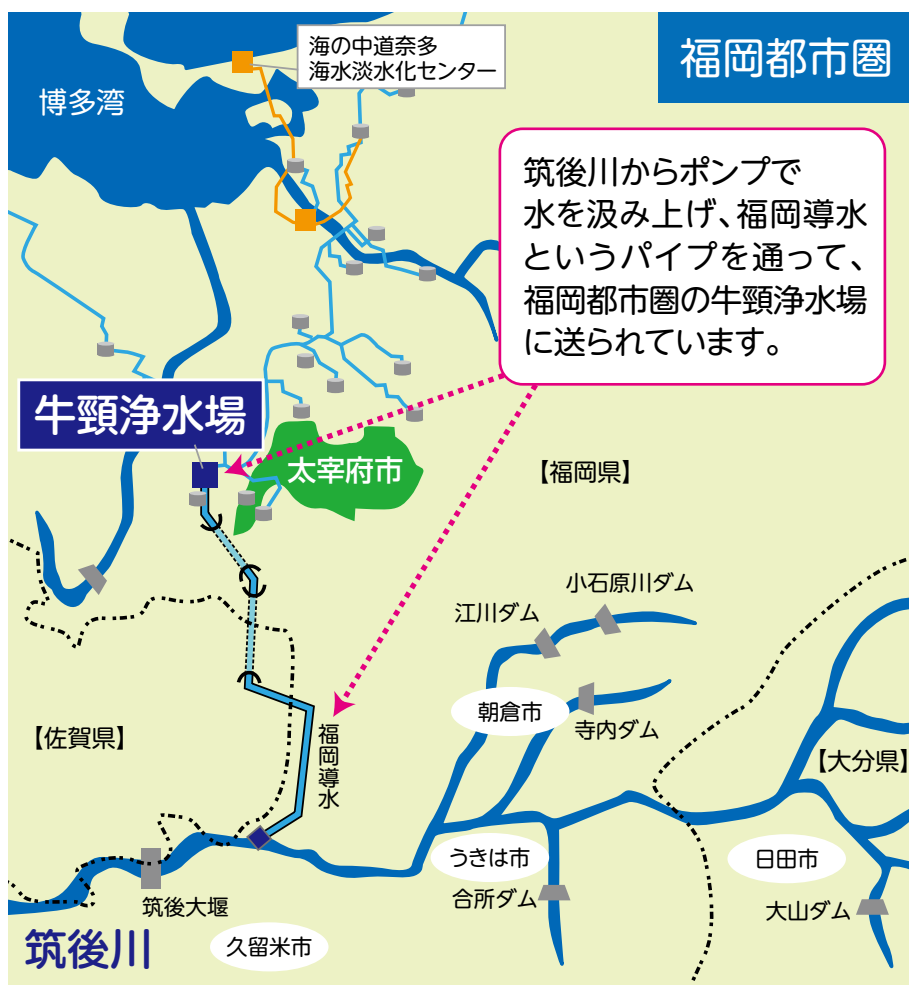 海の中道奈多
海水淡水化センター
福岡都市圏
博多湾
筑後川からポンプで
水を汲み上げ、福岡導水
というパイプを通って、
福岡都市圏の牛頸浄水場
に送られています。
牛頸浄水場
太宰府市
【福岡県】
小石原川ダム
江川ダム
朝倉市
寺内ダム
【佐賀県】
福岡導水
【大分県】
うきは市
日田市
合所ダム
大山ダム
筑後大堰
筑後川
久留米市